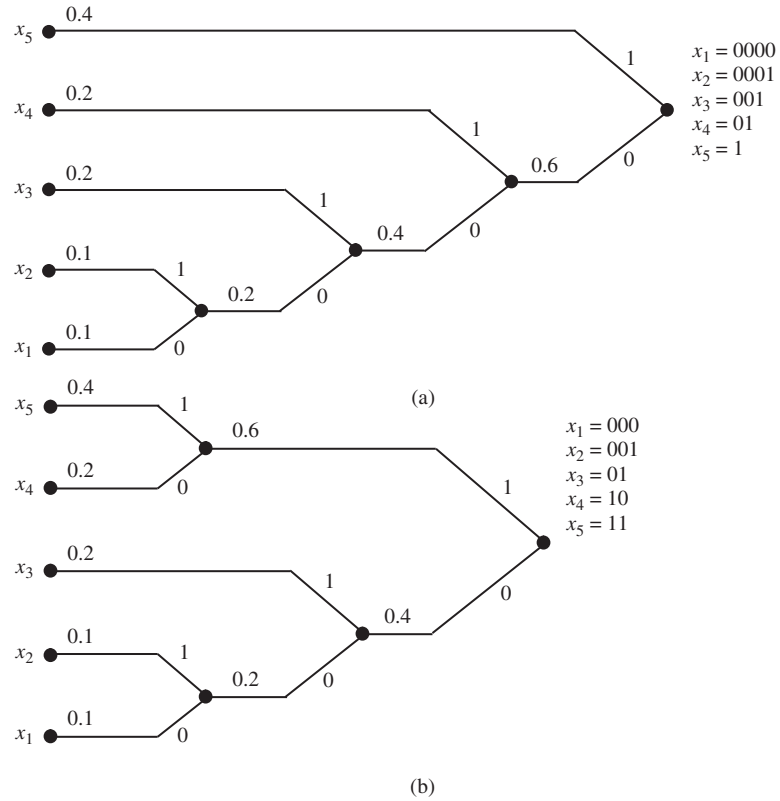 x₅ 0.4
1
x₁ = 0000
x₂ = 0001
x₃ = 001
x₄ = 01
x₅ = 1
x₄ 0.2
1
0.6
0
x₃ 0.2
1
0.4
0
x₂ 0.1
1
0.2
0
x₁ 0.1
0
(a)
x₅ 0.4
1
0.6
x₁ = 000
x₂ = 001
x₃ = 01
x₄ = 10
x₅ = 11
x₄ 0.2
0
1
x₃ 0.2
1
0.4
0
x₂ 0.1
1
0.2
0
x₁ 0.1
0
(b)